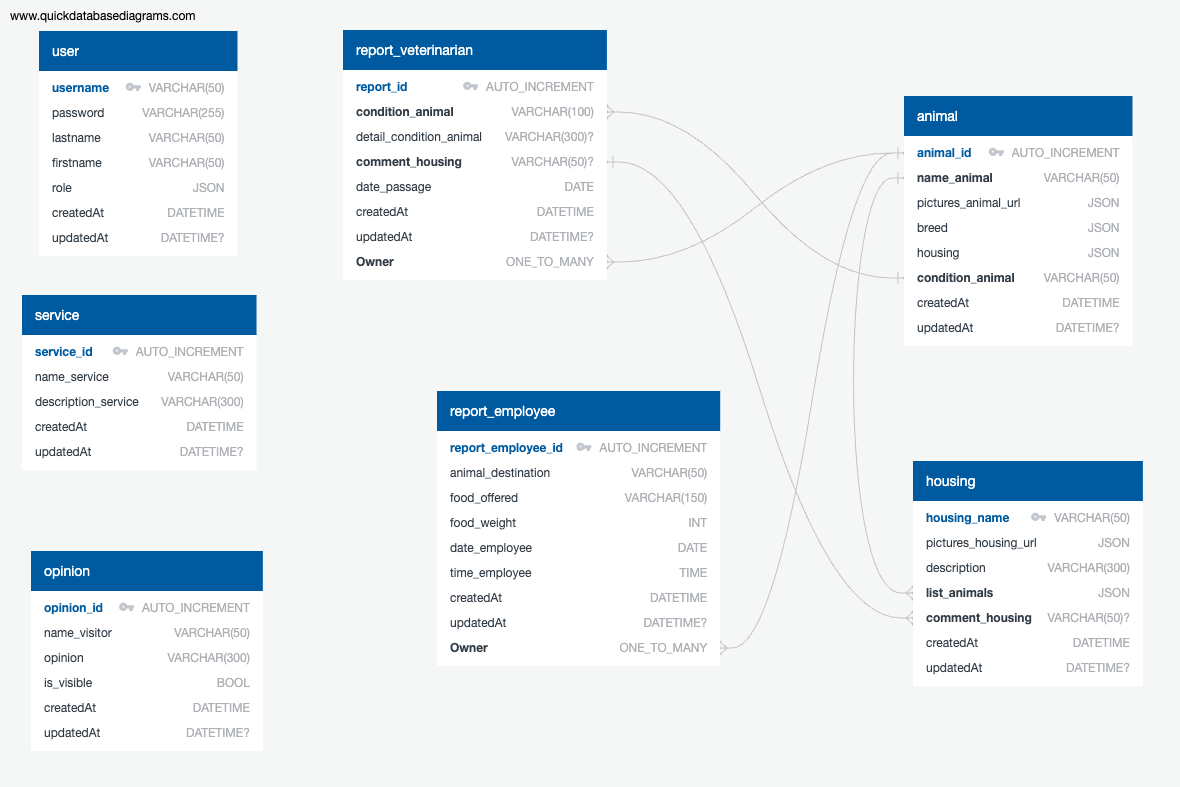 www.quickdatabasediagrams.com
user
username VARCHAR(50)
password VARCHAR(255)
lastname VARCHAR(50)
firstname VARCHAR(50)
role JSON
createdAt DATETIME
updatedAt DATETIME?
report_veterinarian
report_id AUTO_INCREMENT
condition_animal VARCHAR(100)
detail_condition_animal VARCHAR(300)?
comment_housing VARCHAR(50)?
date_passage DATE
createdAt DATETIME
updatedAt DATETIME?
Owner ONE_TO_MANY
animal
animal_id AUTO_INCREMENT
name_animal VARCHAR(50)
pictures_animal_url JSON
breed JSON
housing JSON
condition_animal VARCHAR(50)
createdAt DATETIME
updatedAt DATETIME?
service
service_id AUTO_INCREMENT
name_service VARCHAR(50)
description_service VARCHAR(300)
createdAt DATETIME
updatedAt DATETIME?
report_employee
report_employee_id AUTO_INCREMENT
animal_destination VARCHAR(50)
food_offered VARCHAR(150)
food_weight INT
date_employee DATE
time_employee TIME
createdAt DATETIME
updatedAt DATETIME?
Owner ONE_TO_MANY
housing
housing_name VARCHAR(50)
pictures_housing_url JSON
description VARCHAR(300)
list_animals JSON
comment_housing VARCHAR(50)?
createdAt DATETIME
updatedAt DATETIME?
opinion
opinion_id AUTO_INCREMENT
name_visitor VARCHAR(50)
opinion VARCHAR(300)
is_visible BOOL
createdAt DATETIME
updatedAt DATETIME?